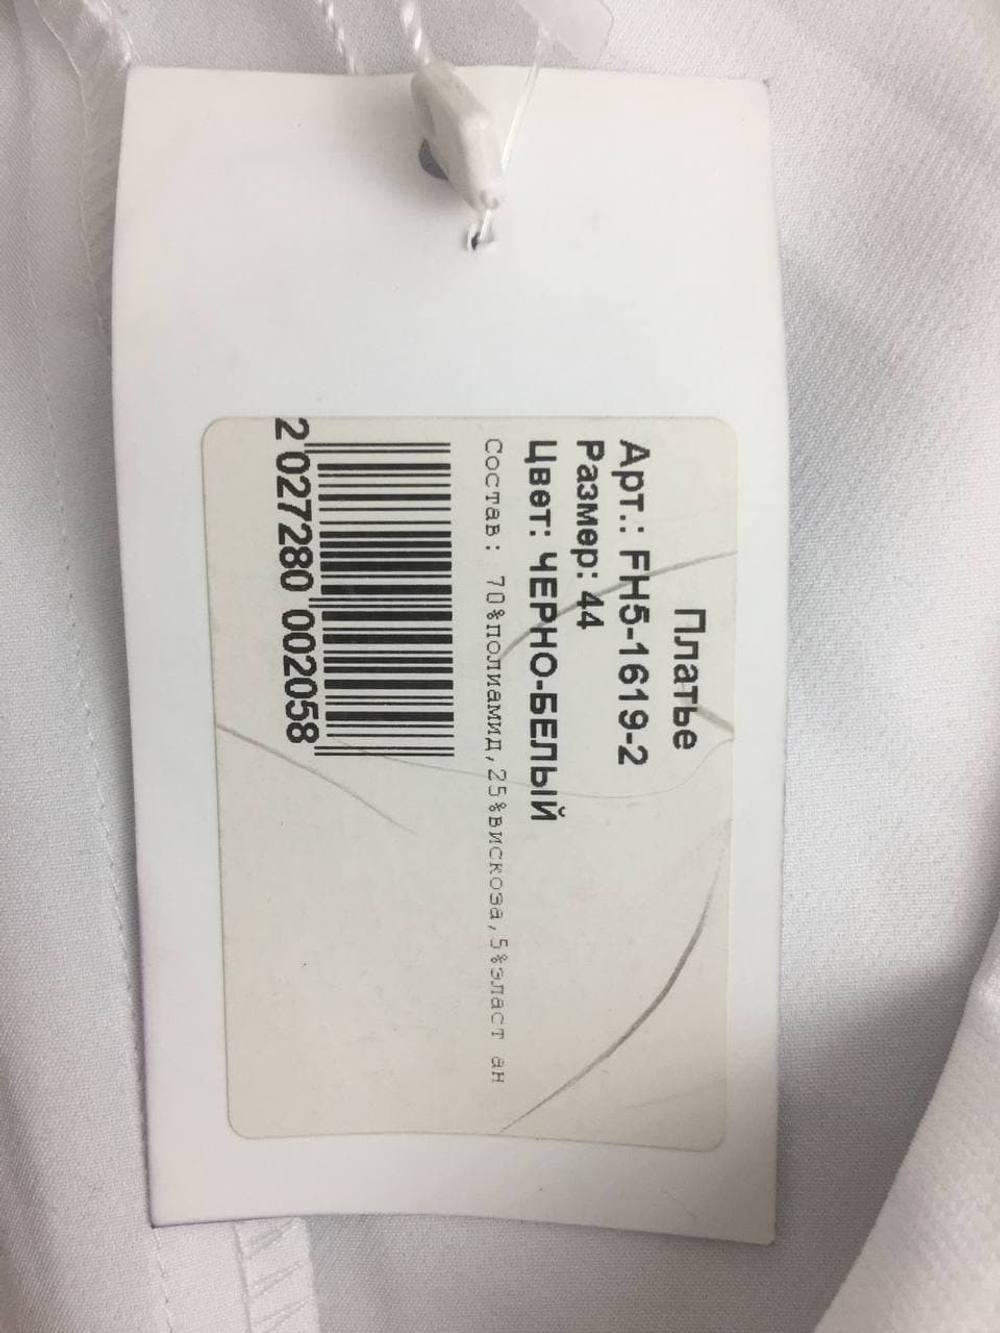 Платье
Арт.: FH5-1619-2
Размер: 44
Цвет: ЧЕРНО-БЕЛЫЙ
Состав: 70%полиамид,25%вискоза,5%эласт ан
2 027280 002058